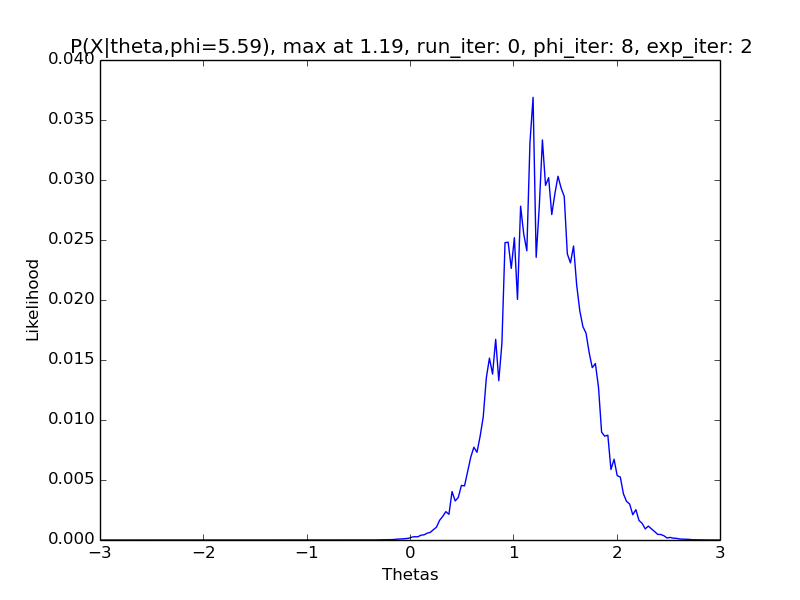 P(X|theta,phi=5.59), max at 1.19, run_iter: 0, phi_iter: 8, exp_iter: 2
0.040
0.035
0.030
0.025
0.020
0.015
0.010
0.005
0.000
Likelihood
−3 −2 −1 0 1 2 3
Thetas